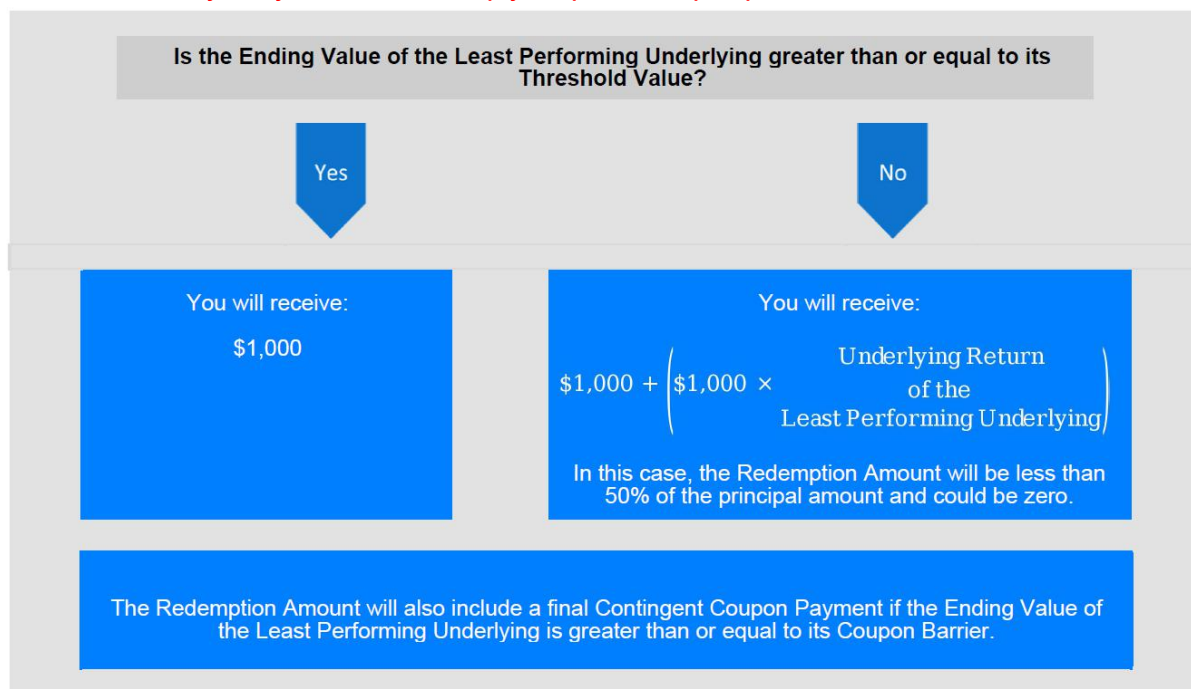 Is the Ending Value of the Least Performing Underlying greater than or equal to its
Threshold Value?
Yes
No
You will receive:
$1,000
You will receive:
$1,000 + ($1,000 × Underlying Return
of the
Least Performing Underlying)
In this case, the Redemption Amount will be less than
50% of the principal amount and could be zero.
The Redemption Amount will also include a final Contingent Coupon Payment if the Ending Value of
the Least Performing Underlying is greater than or equal to its Coupon Barrier.